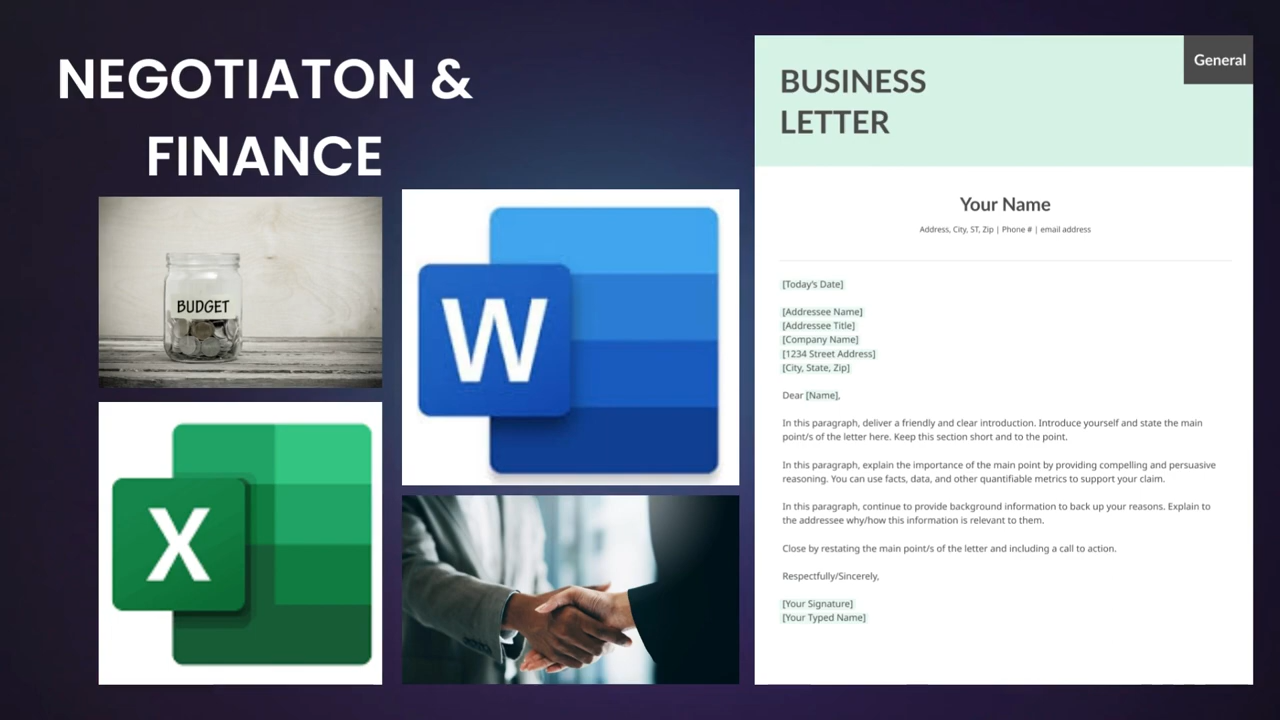 NEGOTIATON &
FINANCE
BUDGET
W
X
General
BUSINESS
LETTER
Your Name
Address, City, ST, Zip | Phone # | email address
[Today's Date]
[Addressee Name]
[Addressee Title]
[Company Name]
[1234 Street Address]
[City, State, Zip]
Dear [Name],
In this paragraph, deliver a friendly and clear introduction. Introduce yourself and state the main
point/s of the letter here. Keep this section short and to the point.
In this paragraph, explain the importance of the main point by providing compelling and persuasive
reasoning. You can use facts, data, and other quantifiable metrics to support your claim.
In this paragraph, continue to provide background information to back up your reasons. Explain to
the addressee why/how this information is relevant to them.
Close by restating the main point/s of the letter and including a call to action.
Respectfully/Sincerely,
[Your Signature]
[Your Typed Name]